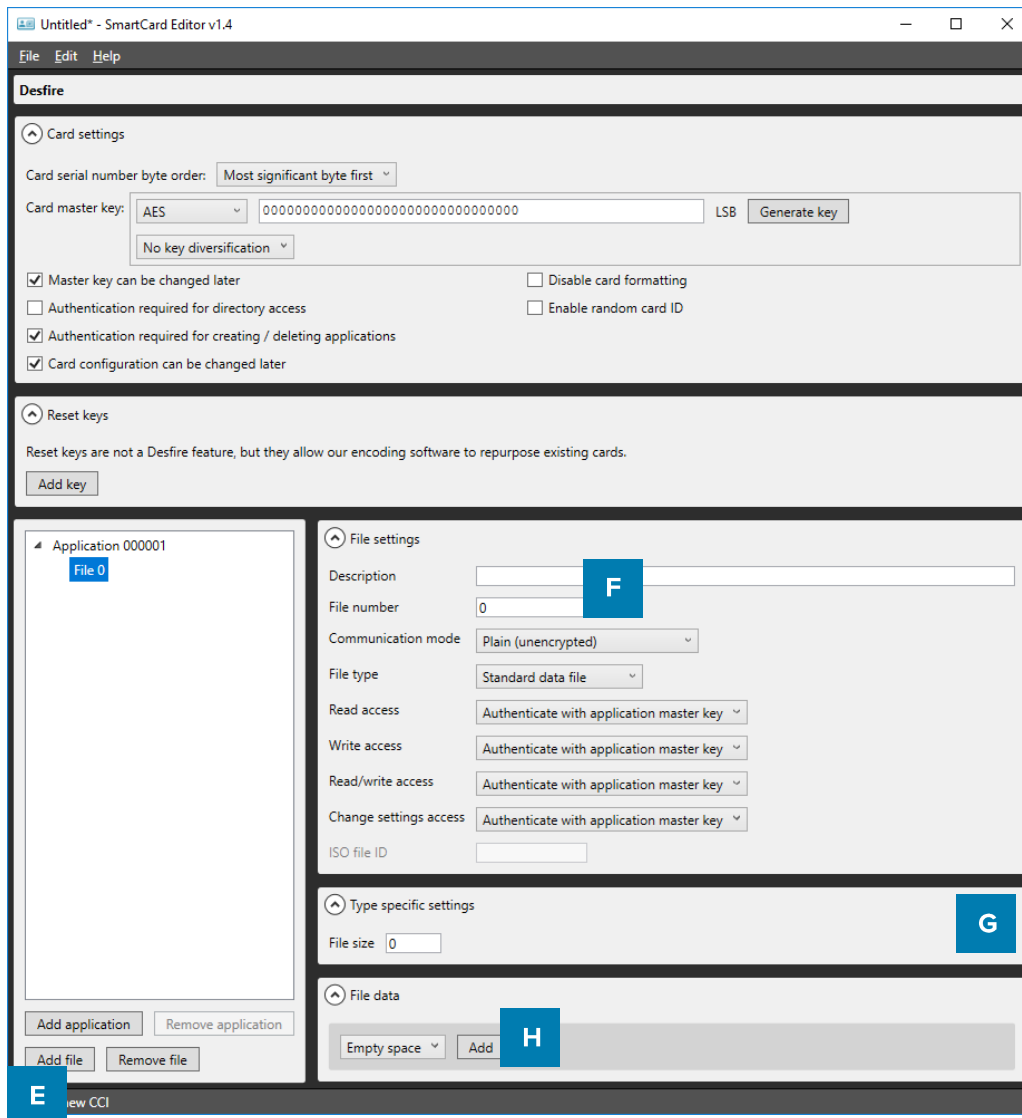 Untitled* - SmartCard Editor v1.4
File Edit Help
Desfire
Card settings
Card serial number byte order: Most significant byte first
Card master key: AES 00000000000000000000000000000000 LSB Generate key
No key diversification
Master key can be changed later Disable card formatting
Authentication required for directory access Enable random card ID
Authentication required for creating / deleting applications
Card configuration can be changed later
Reset keys
Reset keys are not a Desfire feature, but they allow our encoding software to repurpose existing cards.
Add key
Application 000001
File 0
File settings
Description
F
File number 0
Communication mode Plain (unencrypted)
File type Standard data file
Read access Authenticate with application master key
Write access Authenticate with application master key
Read/write access Authenticate with application master key
Change settings access Authenticate with application master key
ISO file ID
Type specific settings
G
File size 0
File data
Empty space Add H
Add application Remove application
Add file Remove file
E new CCI